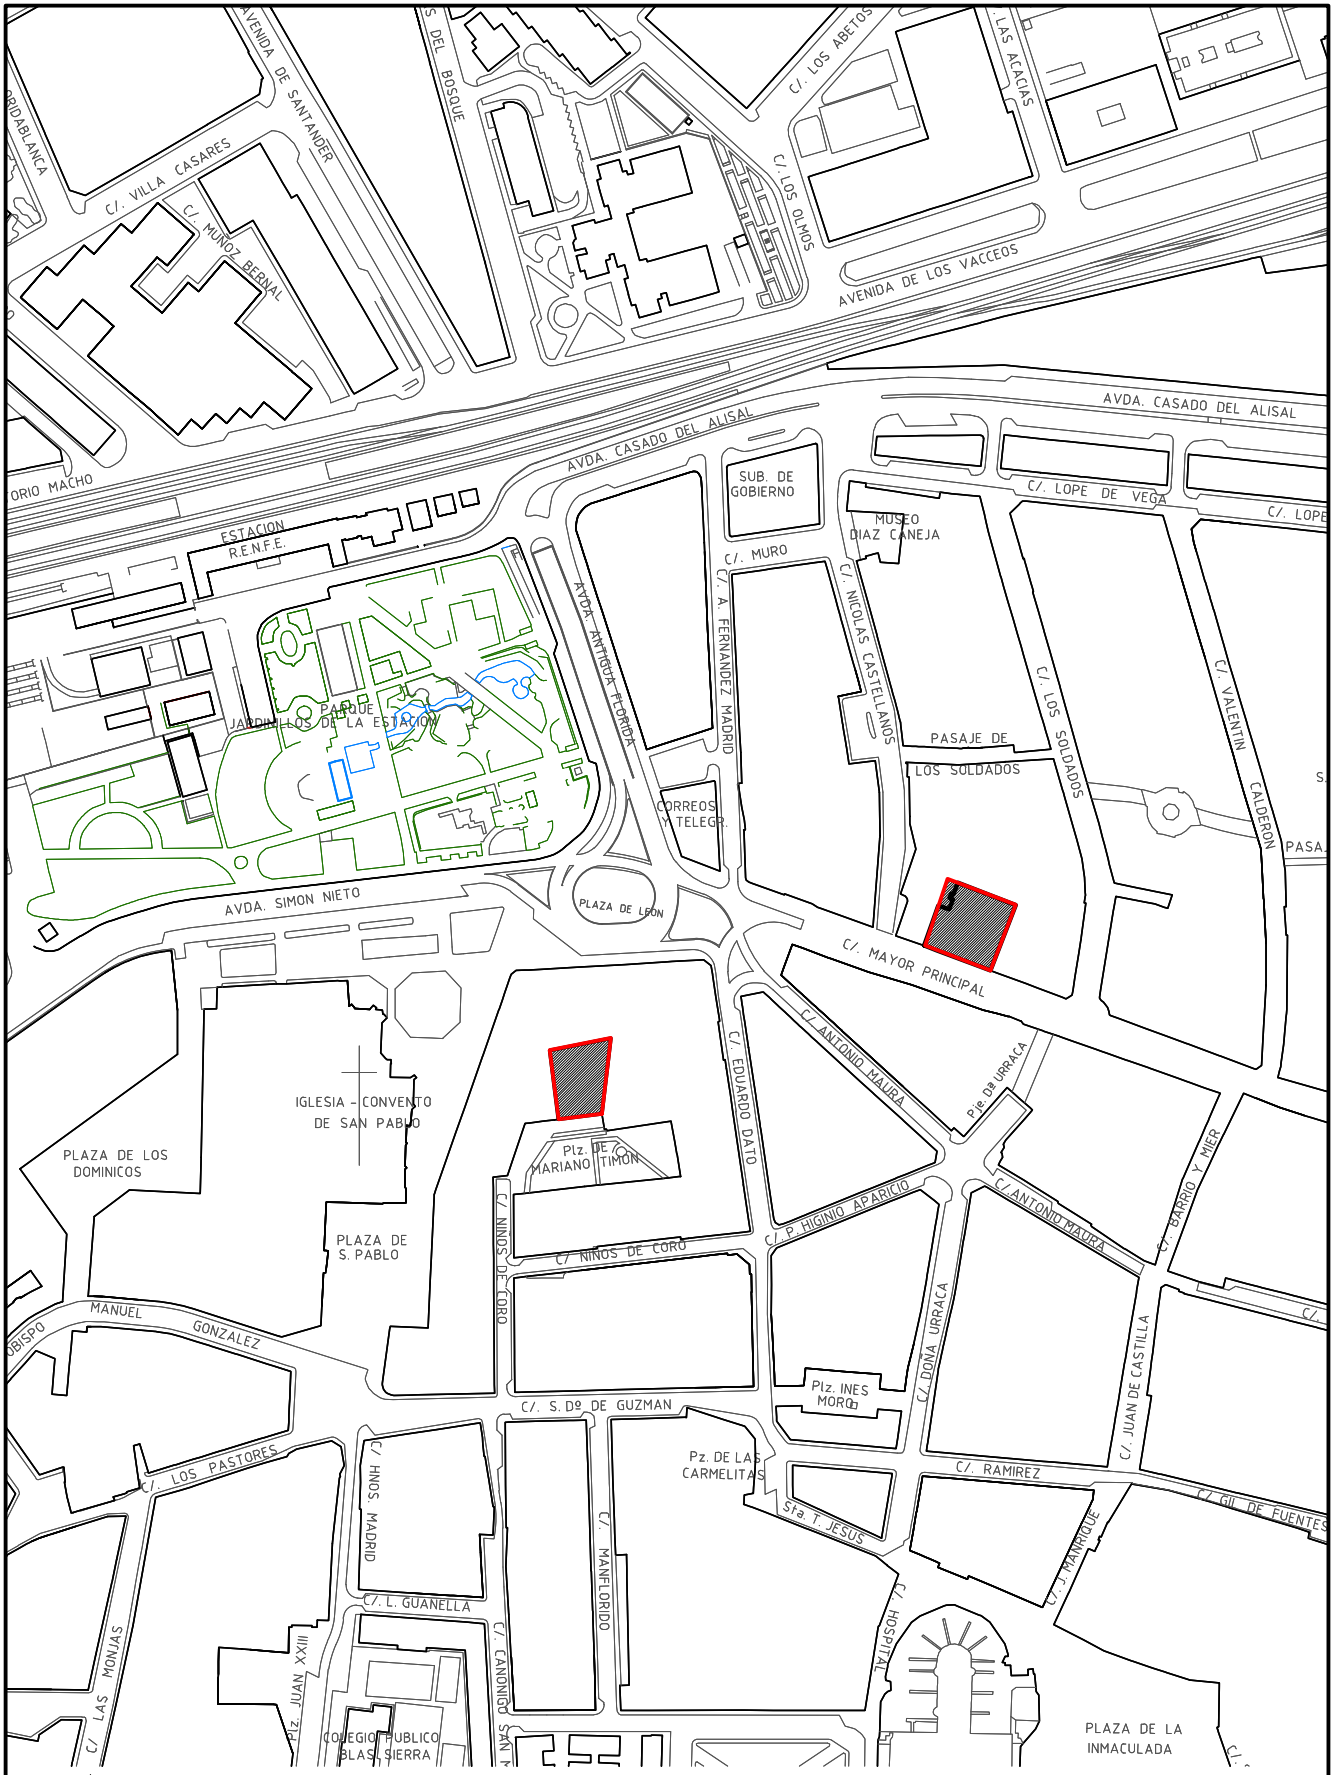 AVENIDA DE SANTANDER
S DEL BOSQUE
C/. LOS ABETOS
. LAS ACACIAS
ORIDABLANCA
C/. VILLA CASARES
C/. MUÑOZ BERNAL
C/. LOS OLMOS
AVENIDA DE LOS VACCEOS
AVDA. CASADO DEL ALISAL
AVDA. CASADO DEL ALISAL
ORIO MACHO
SUB. DE
GOBIERNO
C/. LOPE DE VEGA
C/. LOPE
MUSEO
DIAZ CANEJA
ESTACION
R.E.N.F.E.
C/. MURO
AVDA. ANTIGUA FLORIDA
C/. A. FERNANDEZ MADRID
C/. NICOLAS CASTELLANOS
C/. LOS SOLDADOS
C/. VALENTIN CALDERON
PARQUE
JARDINILLOS DE LA ESTACION
PASAJE DE
LOS SOLDADOS
S.
CORREOS
Y TELEGR.
PASA.
3
AVDA. SIMON NIETO
PLAZA DE LEON
C/. MAYOR PRINCIPAL
C/. ANTONIO MAURA
C/. EDUARDO DATO
Pje. Dª URRACA
IGLESIA - CONVENTO
DE SAN PABLO
PLAZA DE LOS
DOMINICOS
Plz. DE
MARIANO TIMON
C/. BARRIO Y MIER
C/. P. HIGINIO APARICIO
C/. ANTONIO MAURA
C/ NIÑOS DE CORO
C/ NIÑOS DE CORO
PLAZA DE
S. PABLO
OBISPO MANUEL GONZALEZ
C/. DOÑA URRACA
C/. JUAN DE CASTILLA
C/.
Plz. INES
MORO
C/. S. Dº DE GUZMAN
Pz. DE LAS
CARMELITAS
C/. RAMIREZ
C/. GIL DE FUENTES
C/. LOS PASTORES
C/ HNOS. MADRID
Sta. T. JESUS
C/. MANFLORIDO
C/. J. MANRIQUE
C/. L. GUANELLA
C/. HOSPITAL
C/ LAS MONJAS
Plz. JUAN XXIII
C/. CANONIGO SAN M
COLEGIO PUBLICO
BLAS SIERRA
PLAZA DE LA
INMACULADA